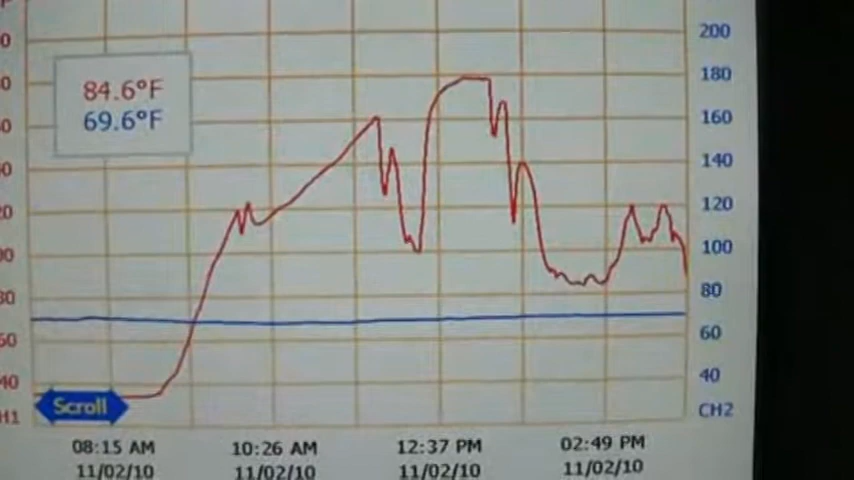 200
84.6°F
180
69.6°F
160
140
120
100
80
60
40
40
Scroll
CH2
08:15 AM
10:26 AM
12:37 PM
02:49 PM
11/02/10
11/02/10
11/02/10
11/02/10